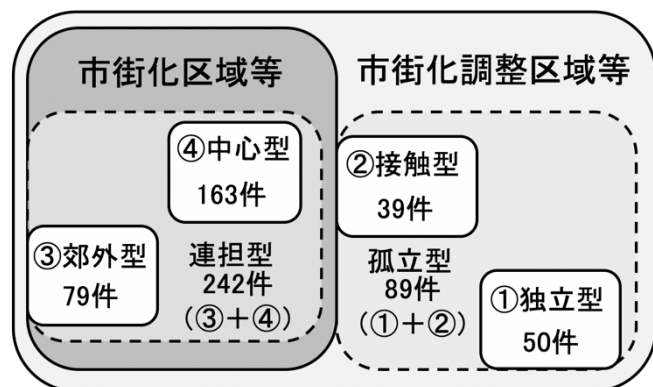 市街化区域等
市街化調整区域等
④中心型
163件
②接触型
39件
③郊外型
79件
連担型
242件
(③+④)
孤立型
89件
(①+②)
①独立型
50件